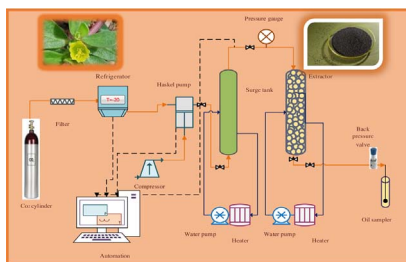 Pressure gauge
Refrigerator
Haskel pump
Surge tank
Extractor
Filter
T=-20
Back
pressure
valve
Compressor
Co2 cylinder
Water pump
Heater
Water pump
Heater
Oil sampler
Automation